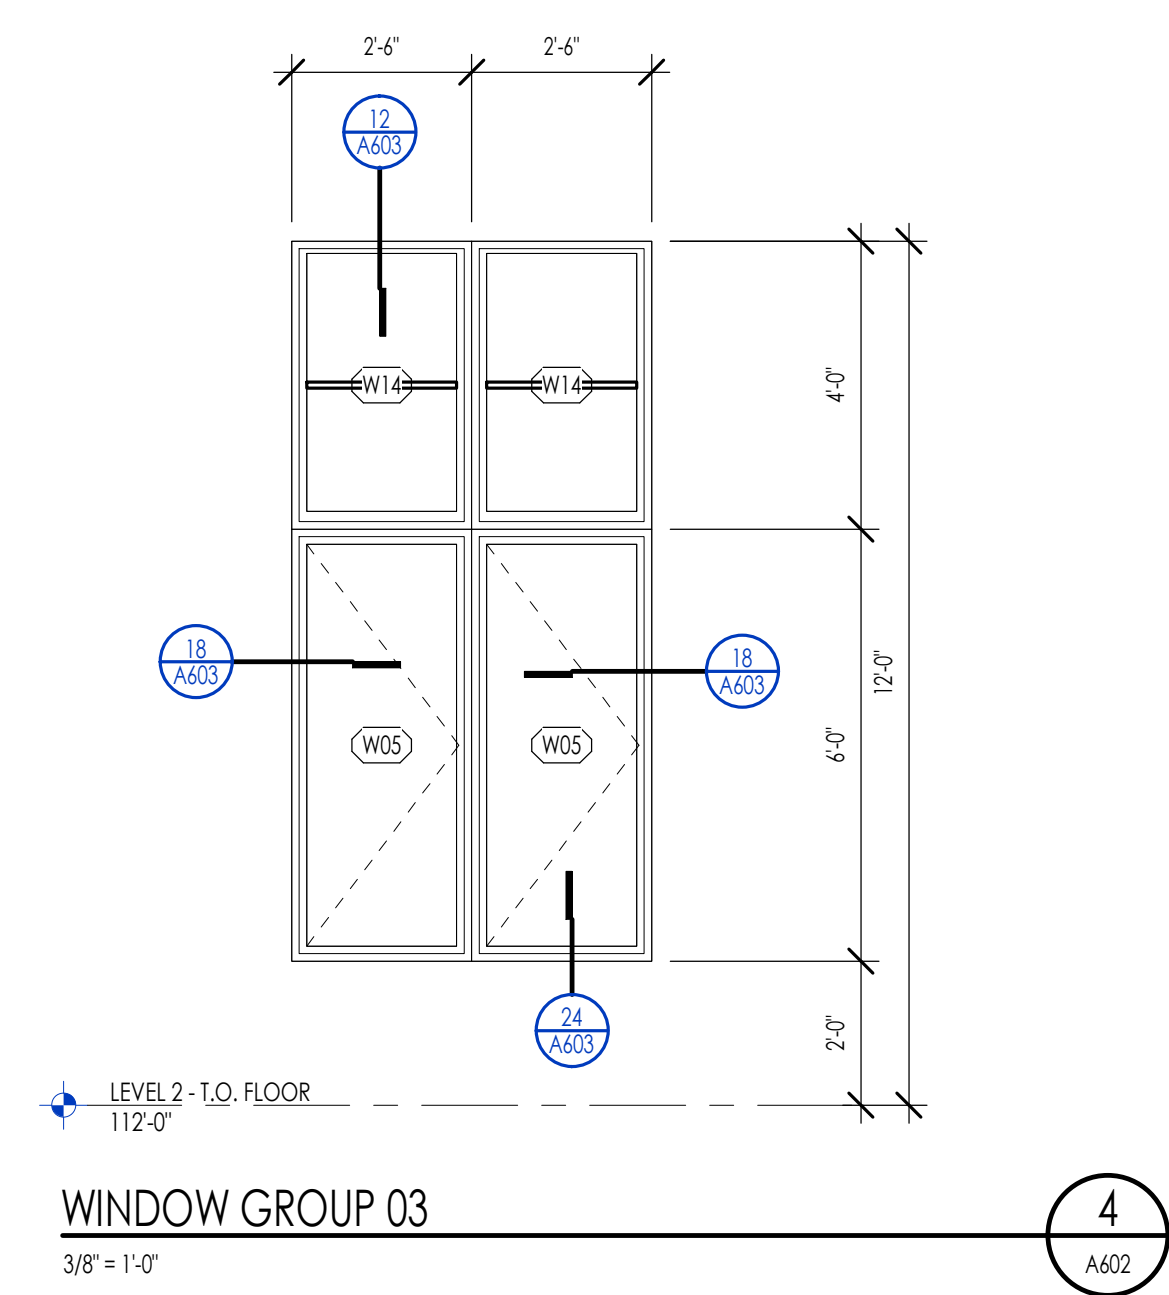 2'-6" 2'-6"
12
A603
W14 W14
4'-0"
18
A603
18
A603
12'-0"
W05 W05
6'-0"
24
A603
2'-0"
LEVEL 2 - T.O. FLOOR
112'-0"
WINDOW GROUP 03
4
3/8" = 1'-0"
A602